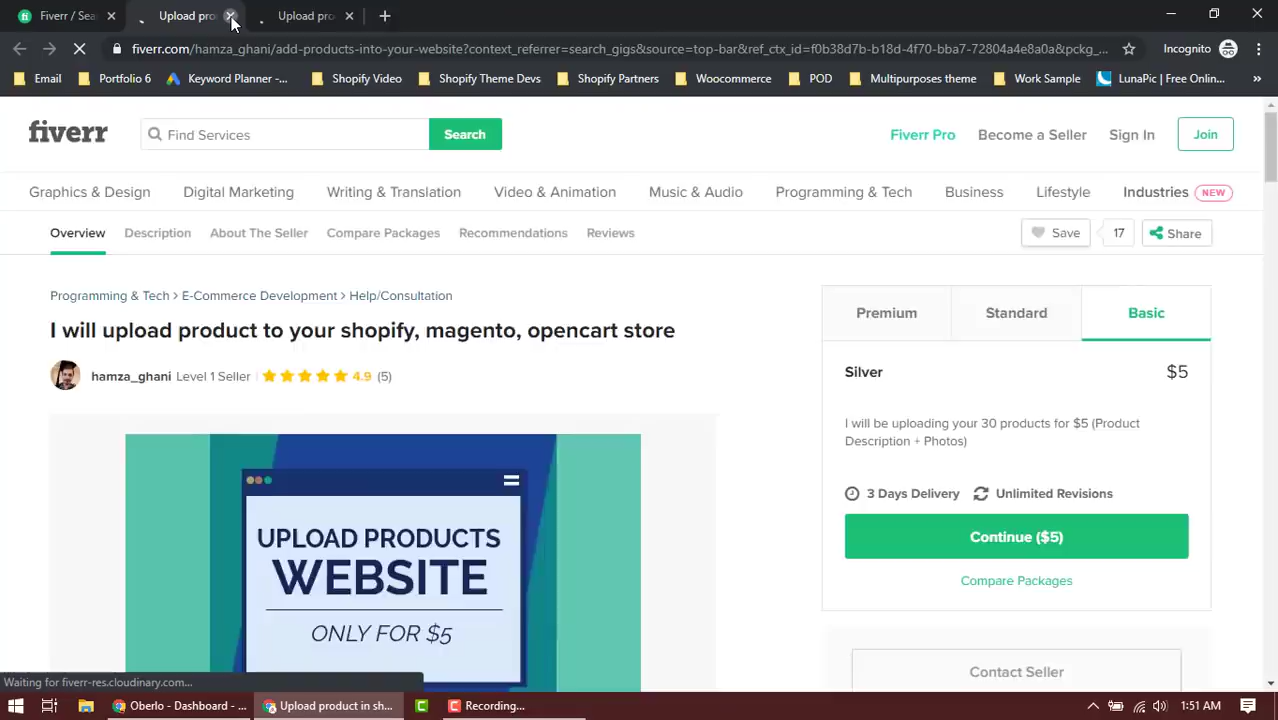 Fiverr / Sea
Upload pro
Upload pro
fiverr.com/hamza_ghani/add-products-into-your-website?context_referrer=search_gigs&source=top-bar&ref_ctx_id=f0b38d7b-b18d-4f70-bba7-72804a4e8a0a&pckg_...
Incognito
Email
Portfolio 6
Keyword Planner -...
Shopify Video
Shopify Theme Devs
Shopify Partners
Woocommerce
POD
Multipurposes theme
Work Sample
LunaPic | Free Onlin...
»
fiverr
Find Services
Search
Fiverr Pro
Become a Seller
Sign In
Join
Graphics & Design
Digital Marketing
Writing & Translation
Video & Animation
Music & Audio
Programming & Tech
Business
Lifestyle
Industries NEW
Overview
Description
About The Seller
Compare Packages
Recommendations
Reviews
Save
17
Share
Programming & Tech > E-Commerce Development > Help/Consultation
I will upload product to your shopify, magento, opencart store
hamza_ghani Level 1 Seller 4.9 (5)
UPLOAD PRODUCTS
WEBSITE
ONLY FOR $5
Premium
Standard
Basic
Silver
$5
I will be uploading your 30 products for $5 (Product
Description + Photos)
3 Days Delivery
Unlimited Revisions
Continue ($5)
Compare Packages
Contact Seller
Waiting for fiverr-res.cloudinary.com...
Oberlo - Dashboard - ...
Upload product in sh...
Recording...
1:51 AM